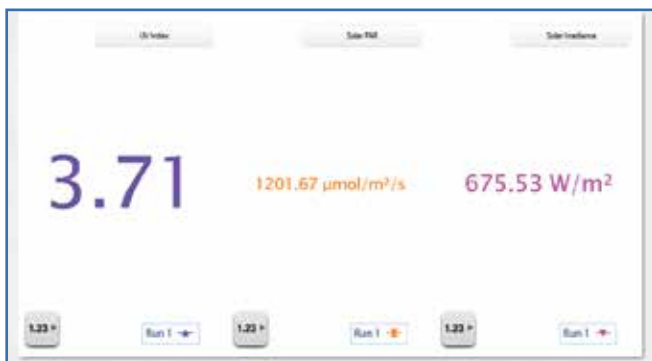 UV Index
Solar PAR
Solar Irradiance
3.71
1201.67 µmol/m²/s
675.53 W/m²
1.23
Run 1
1.23
Run 1
1.23
Run 1